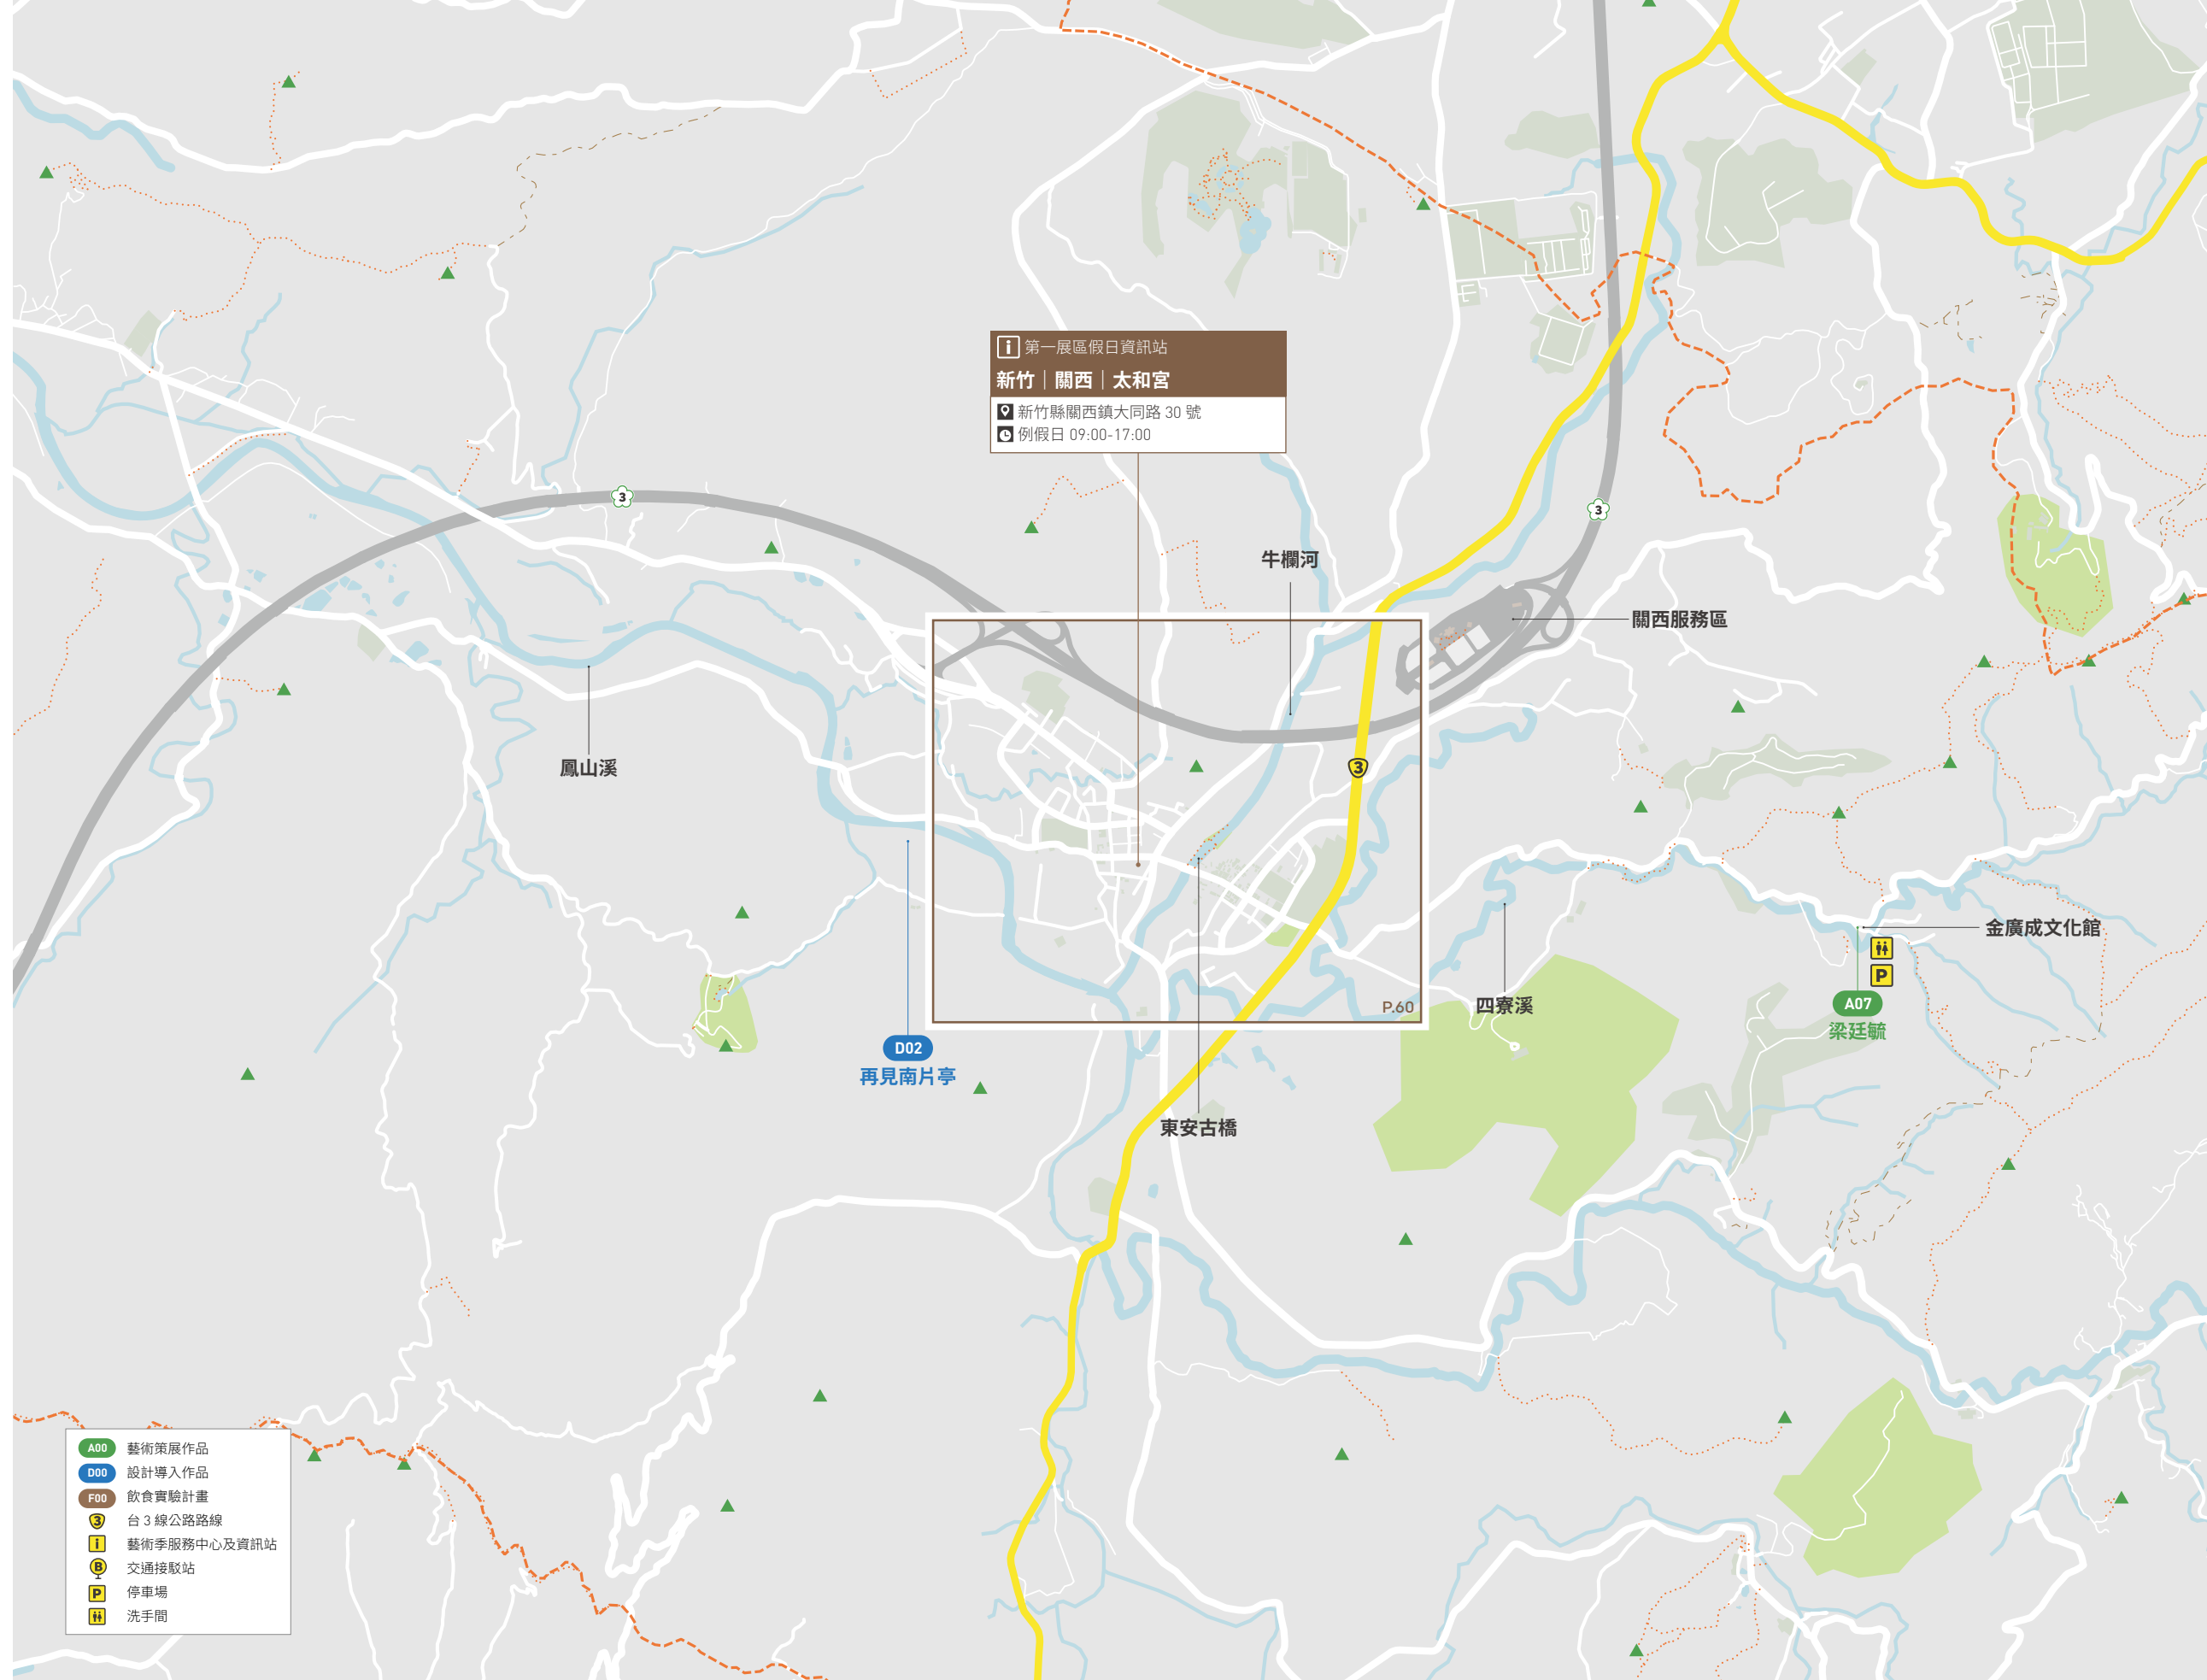 第一展區假日資訊站
新竹｜關西｜太和宮
新竹縣關西鎮大同路 30 號
例假日 09:00-17:00
3
3
牛欄河
關西服務區
鳳山溪
3
金廣成文化館
P
A07
梁廷毓
P.60
四寮溪
D02
再見南片亭
東安古橋
A00 藝術策展作品
D00 設計導入作品
F00 飲食實驗計畫
3 台 3 線公路路線
i 藝術季服務中心及資訊站
B 交通接駁站
P 停車場
洗手間